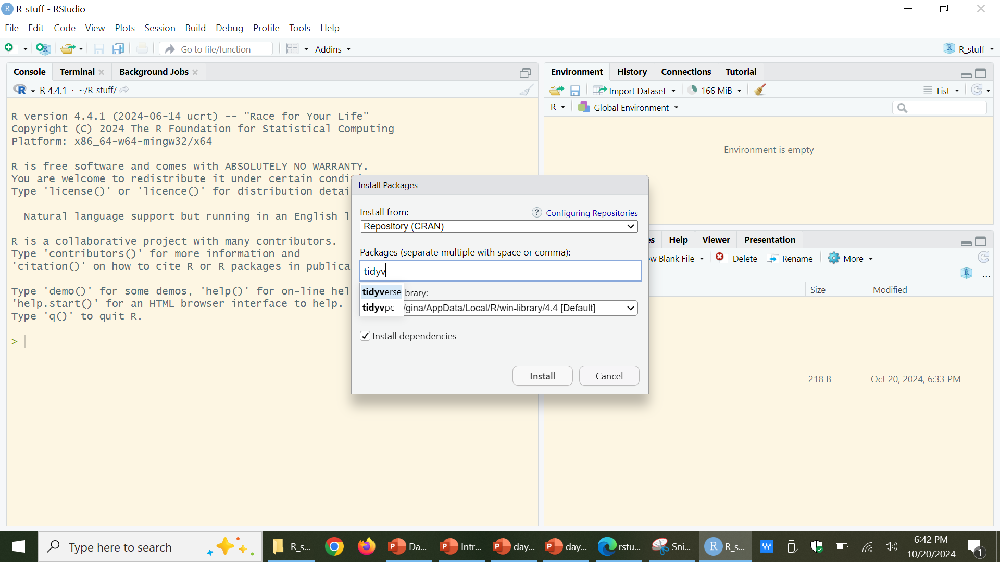 R_stuff - RStudio
File Edit Code View Plots Session Build Debug Profile Tools Help
Go to file/function Addins R_stuff
Console Terminal Background Jobs
R 4.4.1 · ~/R_stuff/
R version 4.4.1 (2024-06-14 ucrt) -- "Race for Your Life"
Copyright (C) 2024 The R Foundation for Statistical Computing
Platform: x86_64-w64-mingw32/x64
R is free software and comes with ABSOLUTELY NO WARRANTY.
You are welcome to redistribute it under certain condi
Type 'license()' or 'licence()' for distribution detai
Natural language support but running in an English l
R is a collaborative project with many contributors.
Type 'contributors()' for more information and
'citation()' on how to cite R or R packages in publica
Type 'demo()' for some demos, 'help()' for on-line hel
'help.start()' for an HTML browser interface to help.
Type 'q()' to quit R.
>
Install Packages
Install from:
? Configuring Repositories
Repository (CRAN)
Packages (separate multiple with space or comma):
tidyv
tidyverse
tidyvpc
brary:
/gina/AppData/Local/R/win-library/4.4 [Default]
Install dependencies
Install Cancel
Environment History Connections Tutorial
Import Dataset 166 MiB List
R Global Environment
Environment is empty
es Help Viewer Presentation
ew Blank File Delete Rename More
...
Size Modified
218 B Oct 20, 2024, 6:33 PM
Type here to search
R_s...
Da...
Intr...
day...
day...
rstu...
Sni...
R_s...
6:42 PM
10/20/2024
1